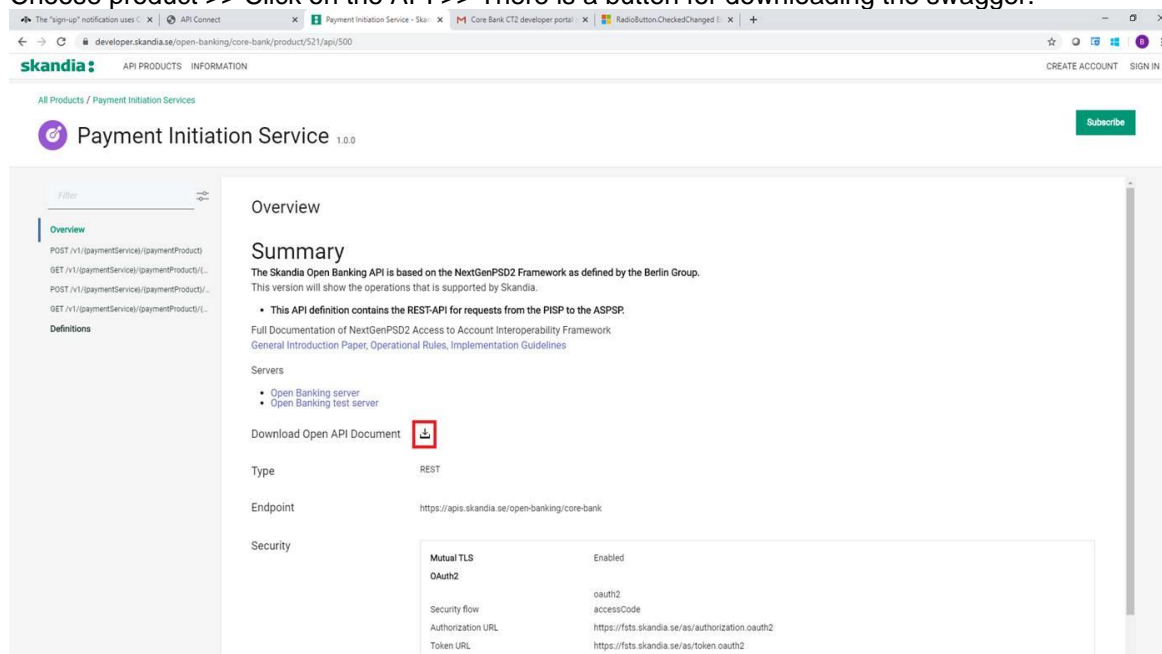 Choose product >> Click on the API >> There is a button for downloading the swagger.
The "sign-up" notification uses C
API Connect
Payment Initiation Service - Skan
Core Bank CT2 developer portal
RadioButton.CheckedChanged E
developer.skandia.se/open-banking/core-bank/product/521/api/500
skandia: API PRODUCTS INFORMATION CREATE ACCOUNT SIGN IN
All Products / Payment Initiation Services
Payment Initiation Service 1.0.0
Subscribe
Filter
Overview
POST /v1/{paymentService}/{paymentProduct}
GET /v1/{paymentService}/{paymentProduct}/{...
POST /v1/{paymentService}/{paymentProduct}/...
GET /v1/{paymentService}/{paymentProduct}/{...
Definitions
Overview
Summary
The Skandia Open Banking API is based on the NextGenPSD2 Framework as defined by the Berlin Group.
This version will show the operations that is supported by Skandia.
• This API definition contains the REST-API for requests from the PISP to the ASPSP.
Full Documentation of NextGenPSD2 Access to Account Interoperability Framework
General Introduction Paper, Operational Rules, Implementation Guidelines
Servers
• Open Banking server
• Open Banking test server
Download Open API Document
Type REST
Endpoint https://apis.skandia.se/open-banking/core-bank
Security
Mutual TLS Enabled
OAuth2
oauth2
Security flow accessCode
Authorization URL https://fsts.skandia.se/as/authorization.oauth2
Token URL https://fsts.skandia.se/as/token.oauth2